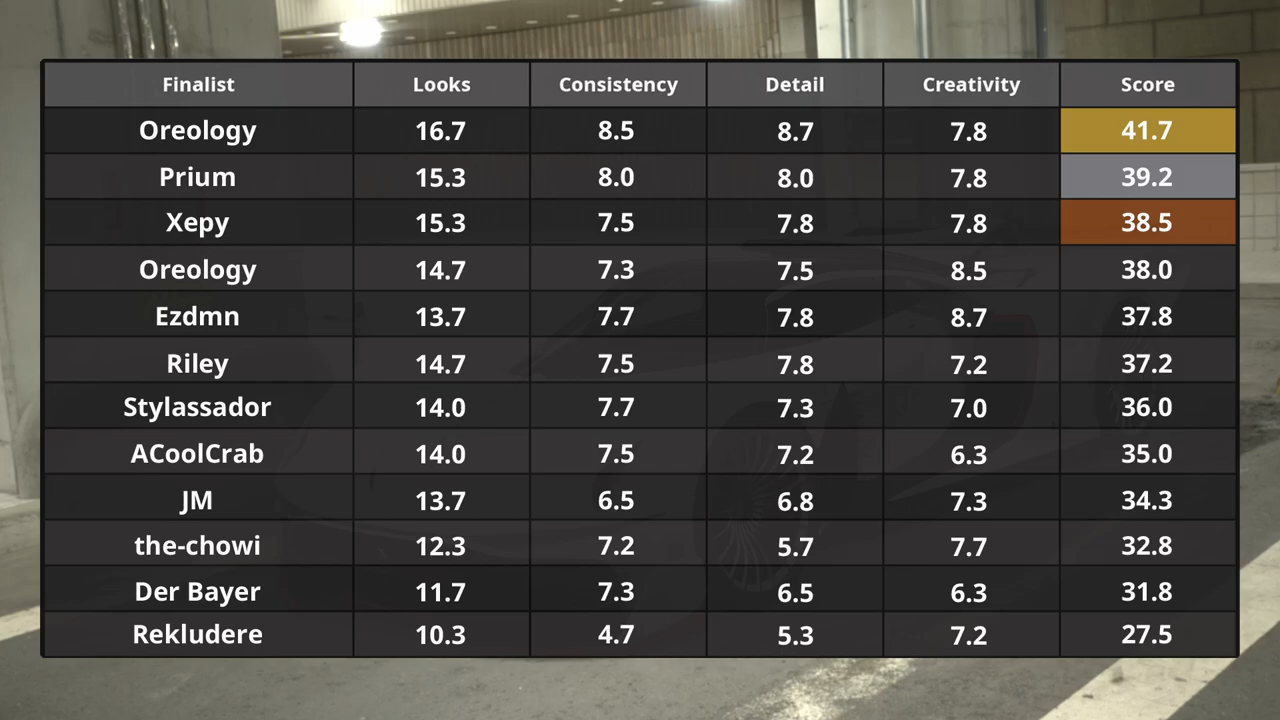 Finalist Looks Consistency Detail Creativity Score
Oreology 16.7 8.5 8.7 7.8 41.7
Prium 15.3 8.0 8.0 7.8 39.2
Xepy 15.3 7.5 7.8 7.8 38.5
Oreology 14.7 7.3 7.5 8.5 38.0
Ezdmn 13.7 7.7 7.8 8.7 37.8
Riley 14.7 7.5 7.8 7.2 37.2
Stylassador 14.0 7.7 7.3 7.0 36.0
ACoolCrab 14.0 7.5 7.2 6.3 35.0
JM 13.7 6.5 6.8 7.3 34.3
the-chowi 12.3 7.2 5.7 7.7 32.8
Der Bayer 11.7 7.3 6.5 6.3 31.8
Rekludere 10.3 4.7 5.3 7.2 27.5